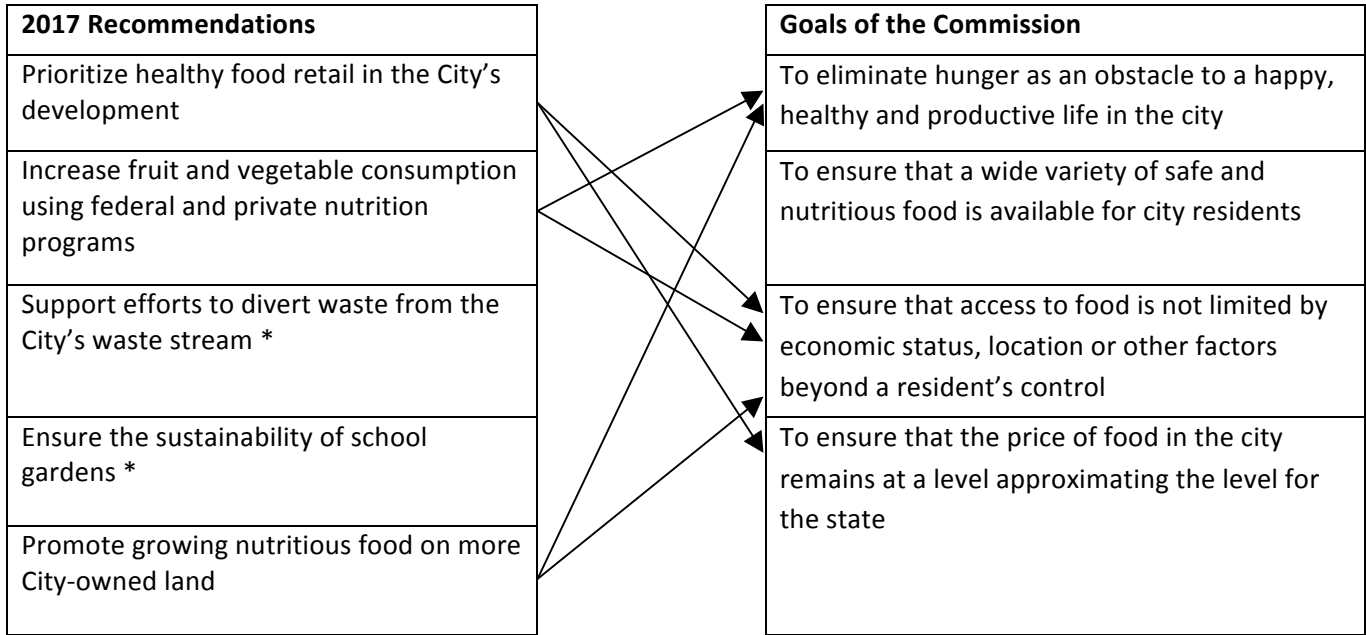 2017 Recommendations
Prioritize healthy food retail in the City’s
development
Increase fruit and vegetable consumption
using federal and private nutrition
programs
Support efforts to divert waste from the
City’s waste stream *
Ensure the sustainability of school
gardens *
Promote growing nutritious food on more
City-owned land
Goals of the Commission
To eliminate hunger as an obstacle to a happy,
healthy and productive life in the city
To ensure that a wide variety of safe and
nutritious food is available for city residents
To ensure that access to food is not limited by
economic status, location or other factors
beyond a resident’s control
To ensure that the price of food in the city
remains at a level approximating the level for
the state